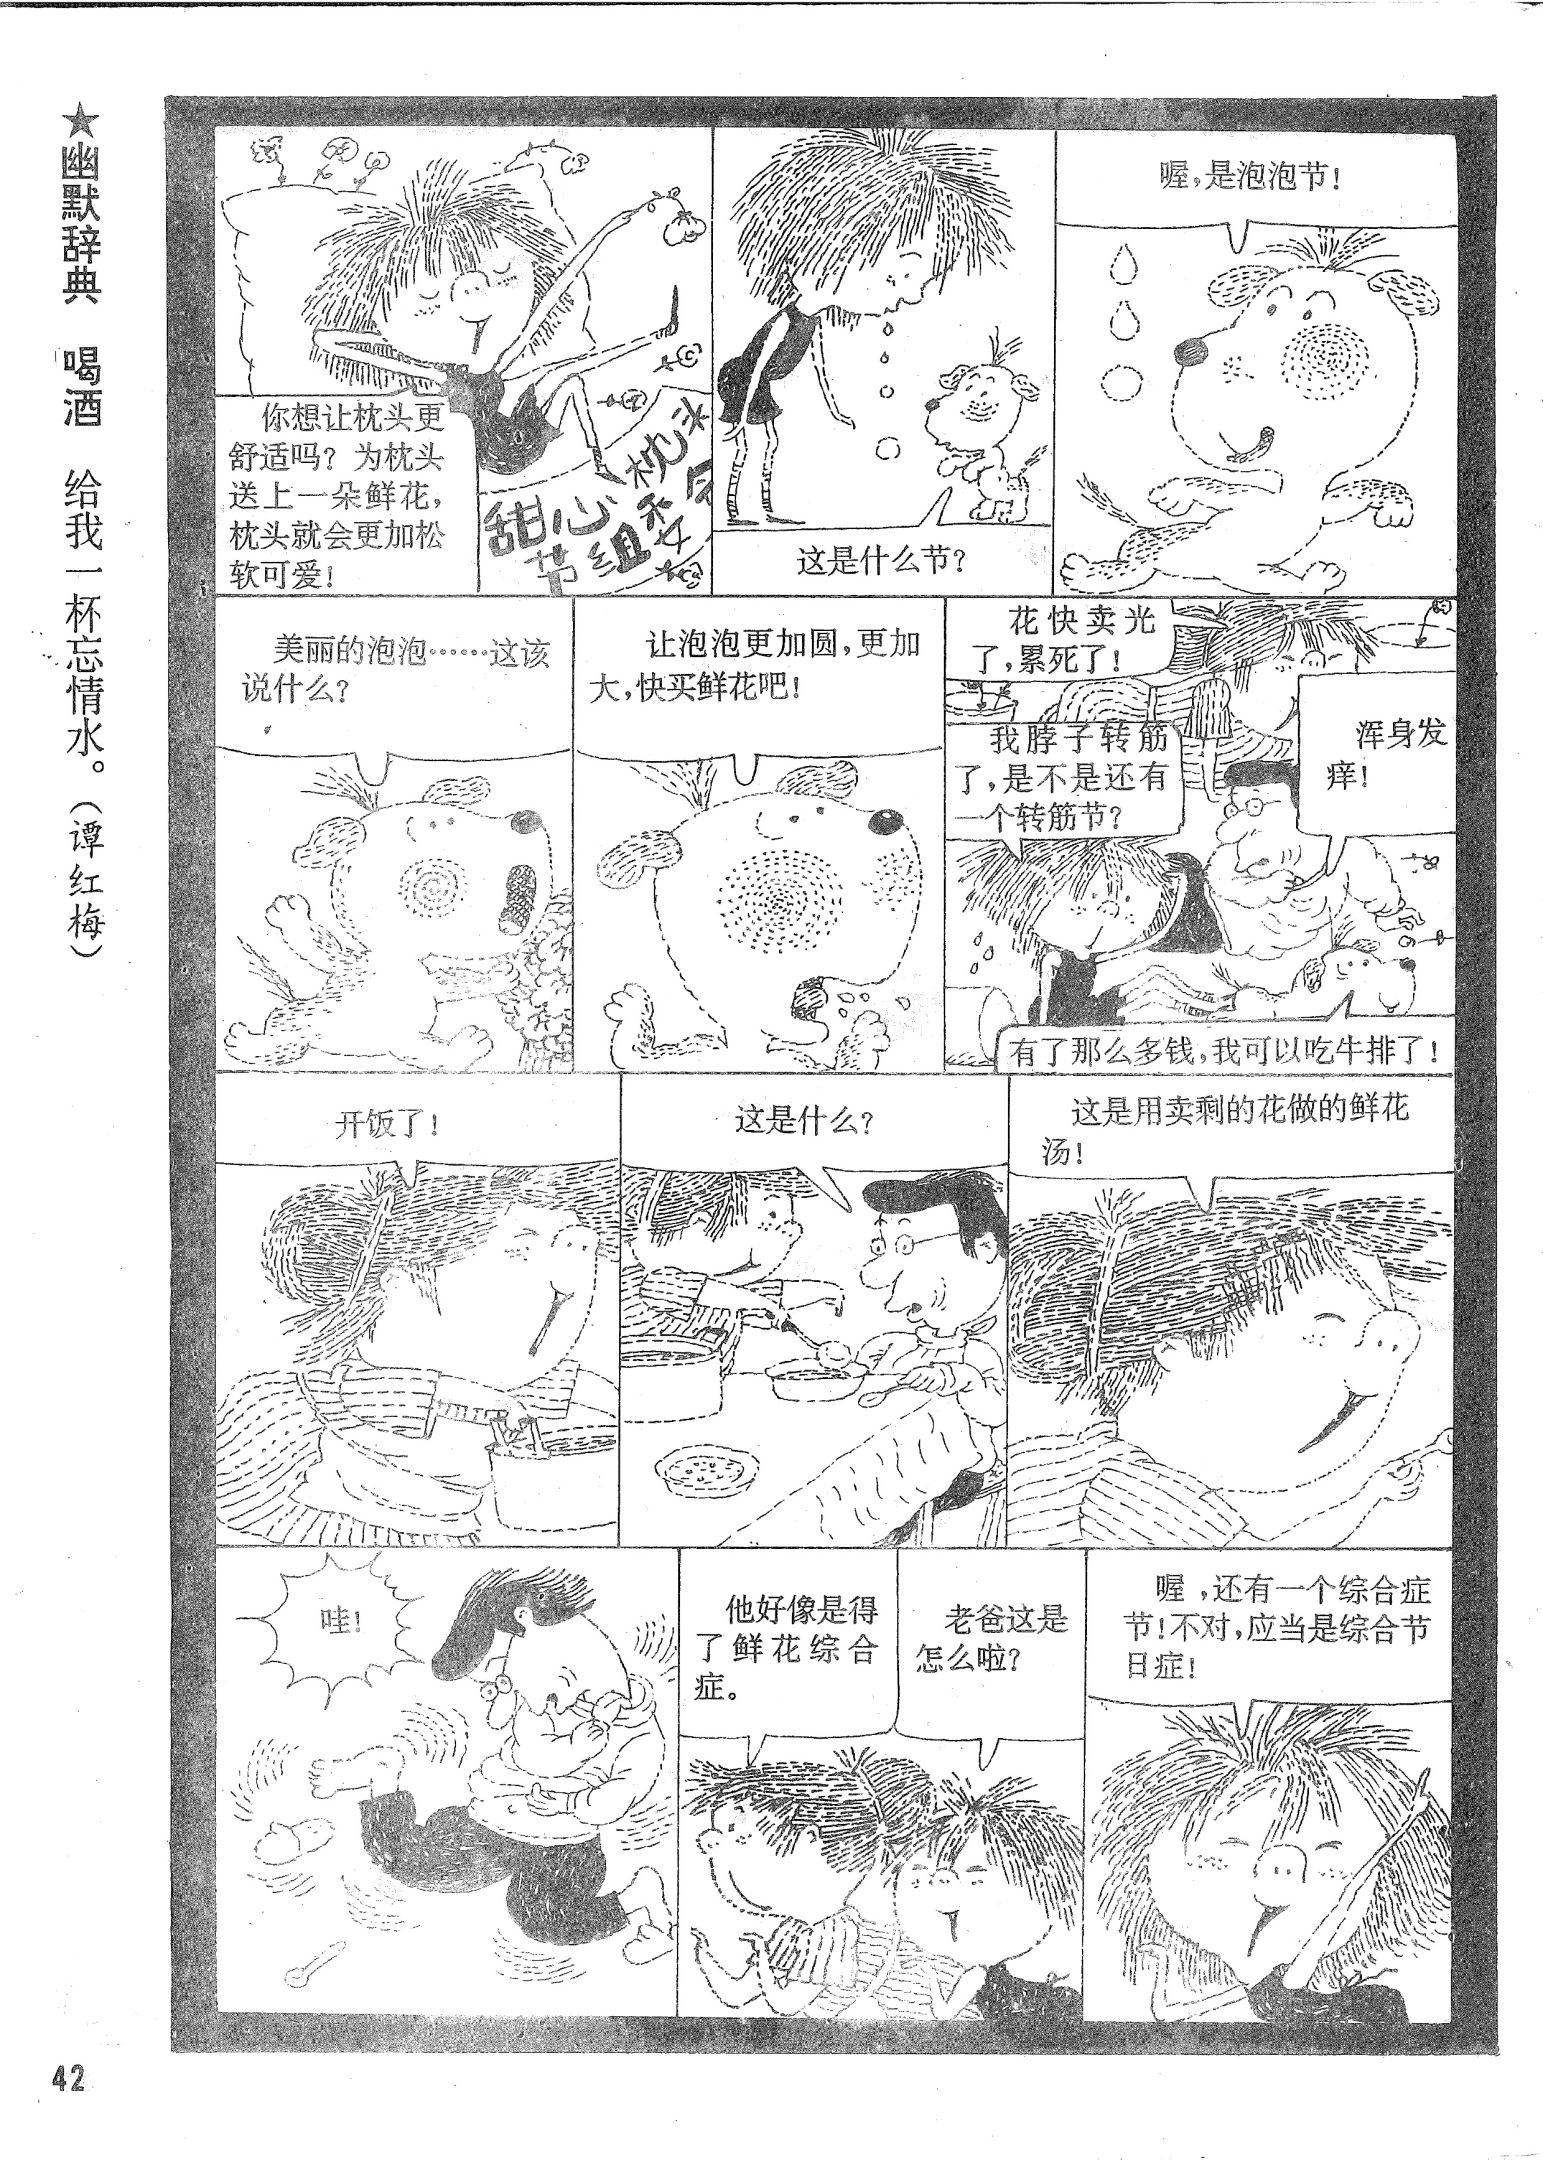 ★幽默辞典 喝酒 给我一杯忘情水。(谭红梅)
你想让枕头更
舒适吗?为枕头
送上一朵鲜花,
枕头就会更加松
软可爱!
甜心枕头
节组委会
这是什么节?
喔,是泡泡节!
美丽的泡泡……这该
说什么?
让泡泡更加圆,更加
大,快买鲜花吧!
花快卖光
了,累死了!
浑身发
痒!
我脖子转筋
了,是不是还有
一个转筋节?
有了那么多钱,我可以吃牛排了!
开饭了!
这是什么?
这是用卖剩的花做的鲜花
汤!
哇!
他好像是得
了鲜花综合
症。
老爸这是
怎么啦?
喔,还有一个综合症
节!不对,应当是综合节
日症!
42